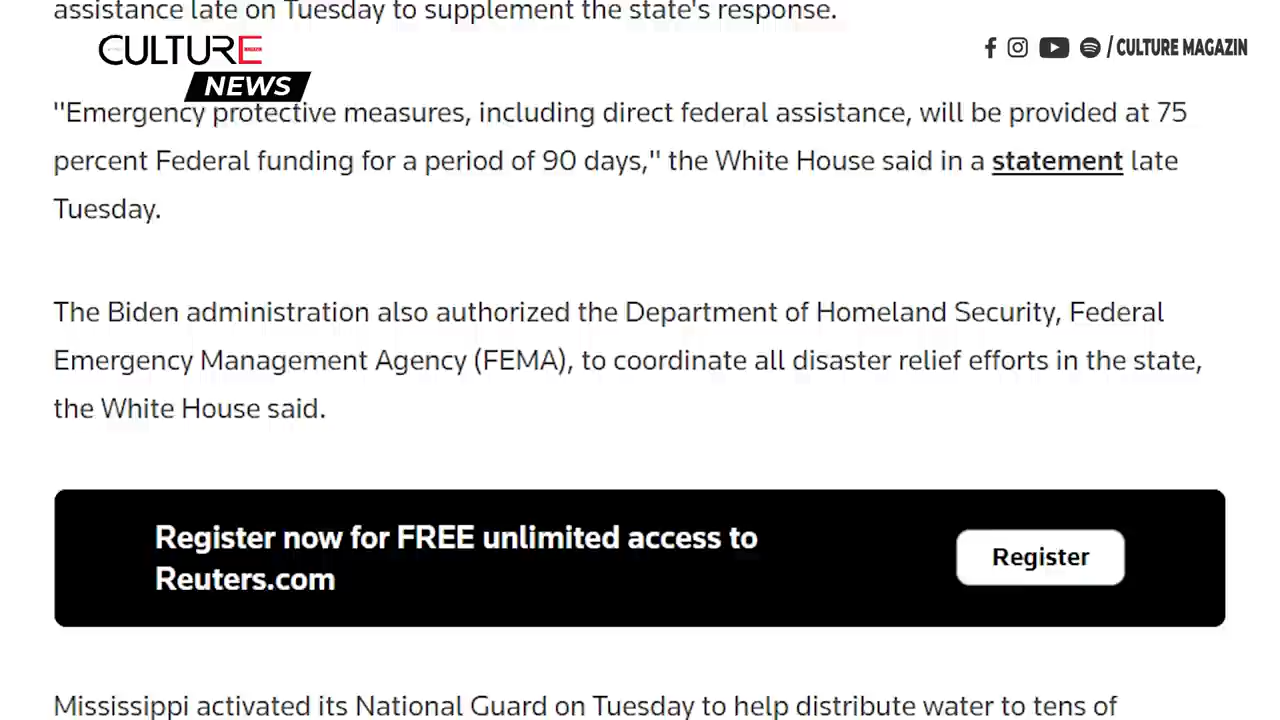 assistance late on Tuesday to supplement the state's response.
CULTURE
NEWS
/ CULTURE MAGAZIN
"Emergency protective measures, including direct federal assistance, will be provided at 75
percent Federal funding for a period of 90 days," the White House said in a statement late
Tuesday.
The Biden administration also authorized the Department of Homeland Security, Federal
Emergency Management Agency (FEMA), to coordinate all disaster relief efforts in the state,
the White House said.
Register now for FREE unlimited access to
Reuters.com
Register
Mississippi activated its National Guard on Tuesday to help distribute water to tens of